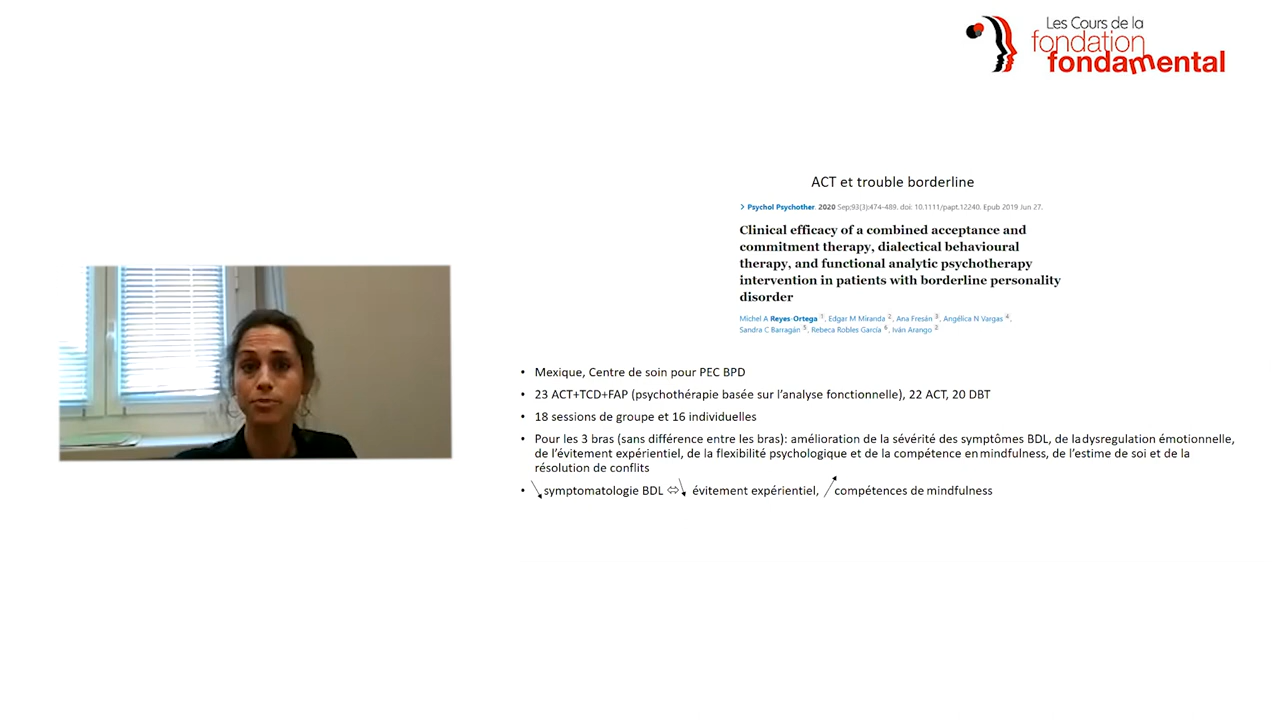 Les Cours de la
fondation
fondamental
ACT et trouble borderline
> Psychol Psychother. 2020 Sep;93(3):474-489. doi: 10.1111/papt.12240. Epub 2019 Jun 27.
Clinical efficacy of a combined acceptance and
commitment therapy, dialectical behavioural
therapy, and functional analytic psychotherapy
intervention in patients with borderline personality
disorder
Michel A Reyes-Ortega 1, Edgar M Miranda 2, Ana Fresán 3, Angélica N Vargas 4,
Sandra C Barragán 5, Rebeca Robles García 6, Iván Arango 2
• Mexique, Centre de soin pour PEC BPD
• 23 ACT+TCD+FAP (psychothérapie basée sur l'analyse fonctionnelle), 22 ACT, 20 DBT
• 18 sessions de groupe et 16 individuelles
• Pour les 3 bras (sans différence entre les bras): amélioration de la sévérité des symptômes BDL, de la dysregulation émotionnelle,
de l'évitement expérientiel, de la flexibilité psychologique et de la compétence en mindfulness, de l'estime de soi et de la
résolution de conflits
• ↘ symptomatologie BDL ⇔ ↘ évitement expérientiel, ↗ compétences de mindfulness